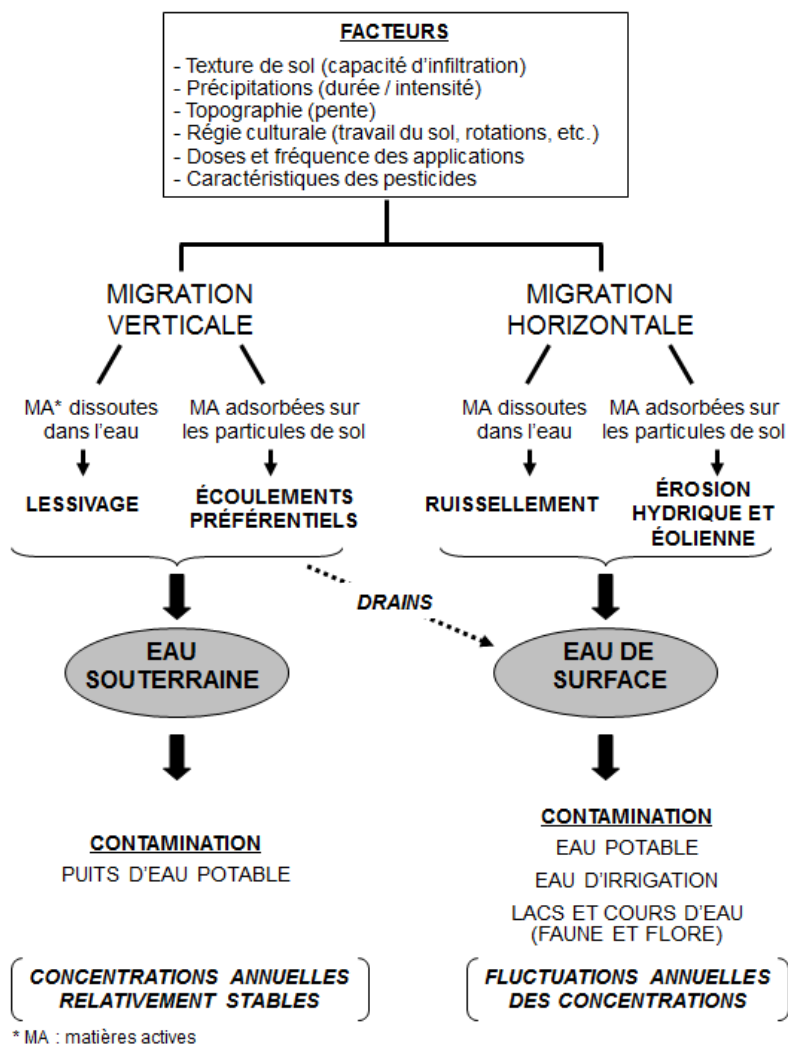 FACTEURS
- Texture de sol (capacité d'infiltration)
- Précipitations (durée / intensité)
- Topographie (pente)
- Régie culturale (travail du sol, rotations, etc.)
- Doses et fréquence des applications
- Caractéristiques des pesticides
MIGRATION
VERTICALE
MIGRATION
HORIZONTALE
MA* dissoutes
dans l'eau
MA adsorbées sur
les particules de sol
MA dissoutes
dans l'eau
MA adsorbées sur
les particules de sol
LESSIVAGE
ÉCOULEMENTS
PRÉFÉRENTIELS
RUISSELLEMENT
ÉROSION
HYDRIQUE ET
ÉOLIENNE
DRAINS
EAU
SOUTERRAINE
EAU DE
SURFACE
CONTAMINATION
PUITS D'EAU POTABLE
CONTAMINATION
EAU POTABLE
EAU D'IRRIGATION
LACS ET COURS D'EAU
(FAUNE ET FLORE)
CONCENTRATIONS ANNUELLES
RELATIVEMENT STABLES
FLUCTUATIONS ANNUELLES
DES CONCENTRATIONS
* MA : matières actives